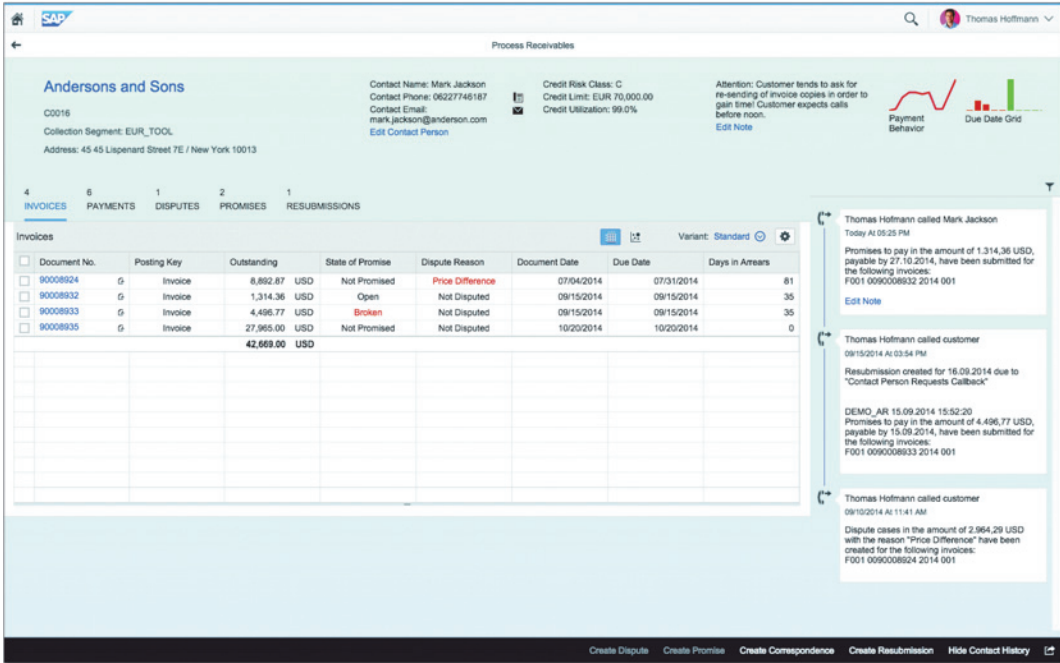 SAP
Thomas Hoffmann
Process Receivables
Andersons and Sons
C0016
Collection Segment: EUR_TOOL
Address: 45 45 Lispenard Street 7E / New York 10013
Contact Name: Mark Jackson
Contact Phone: 06227746187
Contact Email:
mark.jackson@anderson.com
Edit Contact Person
Credit Risk Class: C
Credit Limit: EUR 70,000.00
Credit Utilization: 99.0%
Attention: Customer tends to ask for
re-sending of invoice copies in order to
gain time! Customer expects calls
before noon.
Edit Note
Payment
Behavior
Due Date Grid
4 6 1 2 1
INVOICES PAYMENTS DISPUTES PROMISES RESUBMISSIONS
Invoices
Variant: Standard
Document No. Posting Key Outstanding State of Promise Dispute Reason Document Date Due Date Days in Arrears
90008924 Invoice 8,892.87 USD Not Promised Price Difference 07/04/2014 07/31/2014 81
90008932 Invoice 1,314.36 USD Open Not Disputed 09/15/2014 09/15/2014 35
90008933 Invoice 4,496.77 USD Broken Not Disputed 09/15/2014 09/15/2014 35
90008935 Invoice 27,965.00 USD Not Promised Not Disputed 10/20/2014 10/20/2014 0
42,669.00 USD
Thomas Hofmann called Mark Jackson
Today At 05:25 PM
Promises to pay in the amount of 1.314,36 USD,
payable by 27.10.2014, have been submitted for
the following invoices:
F001 0090008932 2014 001
Edit Note
Thomas Hofmann called customer
09/15/2014 At 03:54 PM
Resubmission created for 16.09.2014 due to
"Contact Person Requests Callback"
DEMO_AR 15.09.2014 15:52:20
Promises to pay in the amount of 4.496,77 USD,
payable by 15.09.2014, have been submitted for
the following invoices:
F001 0090008933 2014 001
Thomas Hofmann called customer
09/10/2014 At 11:41 AM
Dispute cases in the amount of 2.964,29 USD
with the reason "Price Difference" have been
created for the following invoices:
F001 0090008924 2014 001
Create Dispute Create Promise Create Correspondence Create Resubmission Hide Contact History